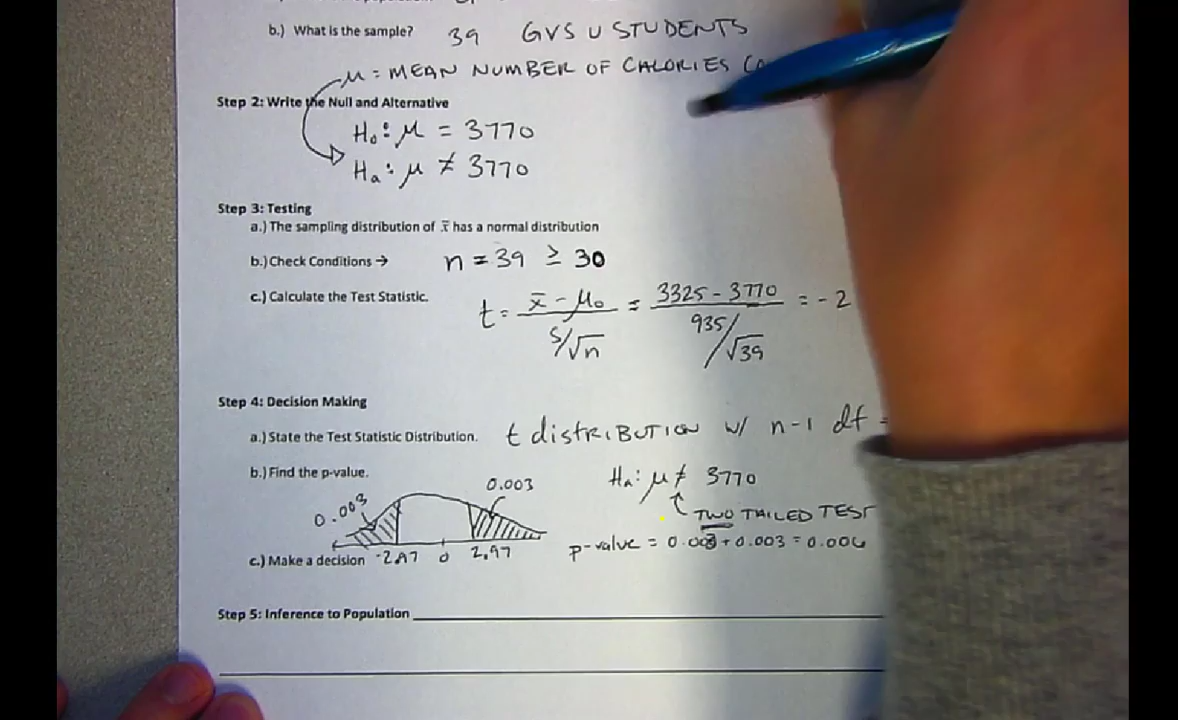 b.) What is the sample? 39 GVSU STUDENTS
μ = MEAN NUMBER OF CALORIES
Step 2: Write the Null and Alternative
H₀: μ = 3770
Hₐ: μ ≠ 3770
Step 3: Testing
a.) The sampling distribution of x̄ has a normal distribution
b.) Check Conditions → n = 39 ≥ 30
c.) Calculate the Test Statistic. t = (x̄ - μ₀)/(s/√n) = (3325 - 3770)/(935/√39) = -2
Step 4: Decision Making
a.) State the Test Statistic Distribution. t DISTRIBUTION W/ n-1 df =
b.) Find the p-value. Hₐ: μ ≠ 3770
0.003 0.003
TWO TAILED TEST
-2.97 0 2.97
p-value = 0.003 + 0.003 = 0.006
c.) Make a decision
Step 5: Inference to Population